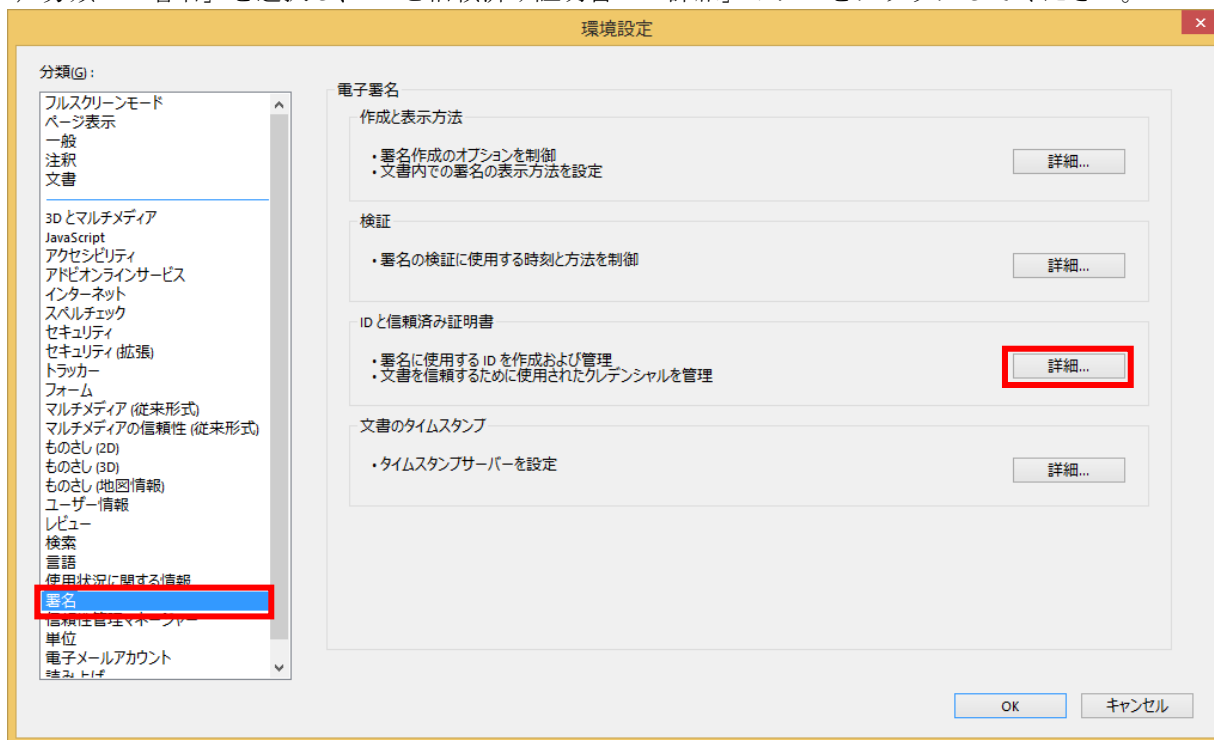 環境設定
分類(G):
フルスクリーンモード
ページ表示
一般
注釈
文書
3D とマルチメディア
JavaScript
アクセシビリティ
アドビオンラインサービス
インターネット
スペルチェック
セキュリティ
セキュリティ (拡張)
トラッカー
フォーム
マルチメディア (従来形式)
マルチメディアの信頼性 (従来形式)
ものさし (2D)
ものさし (3D)
ものさし (地図情報)
ユーザー情報
レビュー
検索
言語
使用状況に関する情報
署名
信頼性管理マネージャー
単位
電子メールアカウント
読み上げ
電子署名
作成と表示方法
・署名作成のオプションを制御
・文書内での署名の表示方法を設定
詳細...
検証
・署名の検証に使用する時刻と方法を制御
詳細...
ID と信頼済み証明書
・署名に使用する ID を作成および管理
・文書を信頼するために使用されたクレデンシャルを管理
詳細...
文書のタイムスタンプ
・タイムスタンプサーバーを設定
詳細...
OK
キャンセル